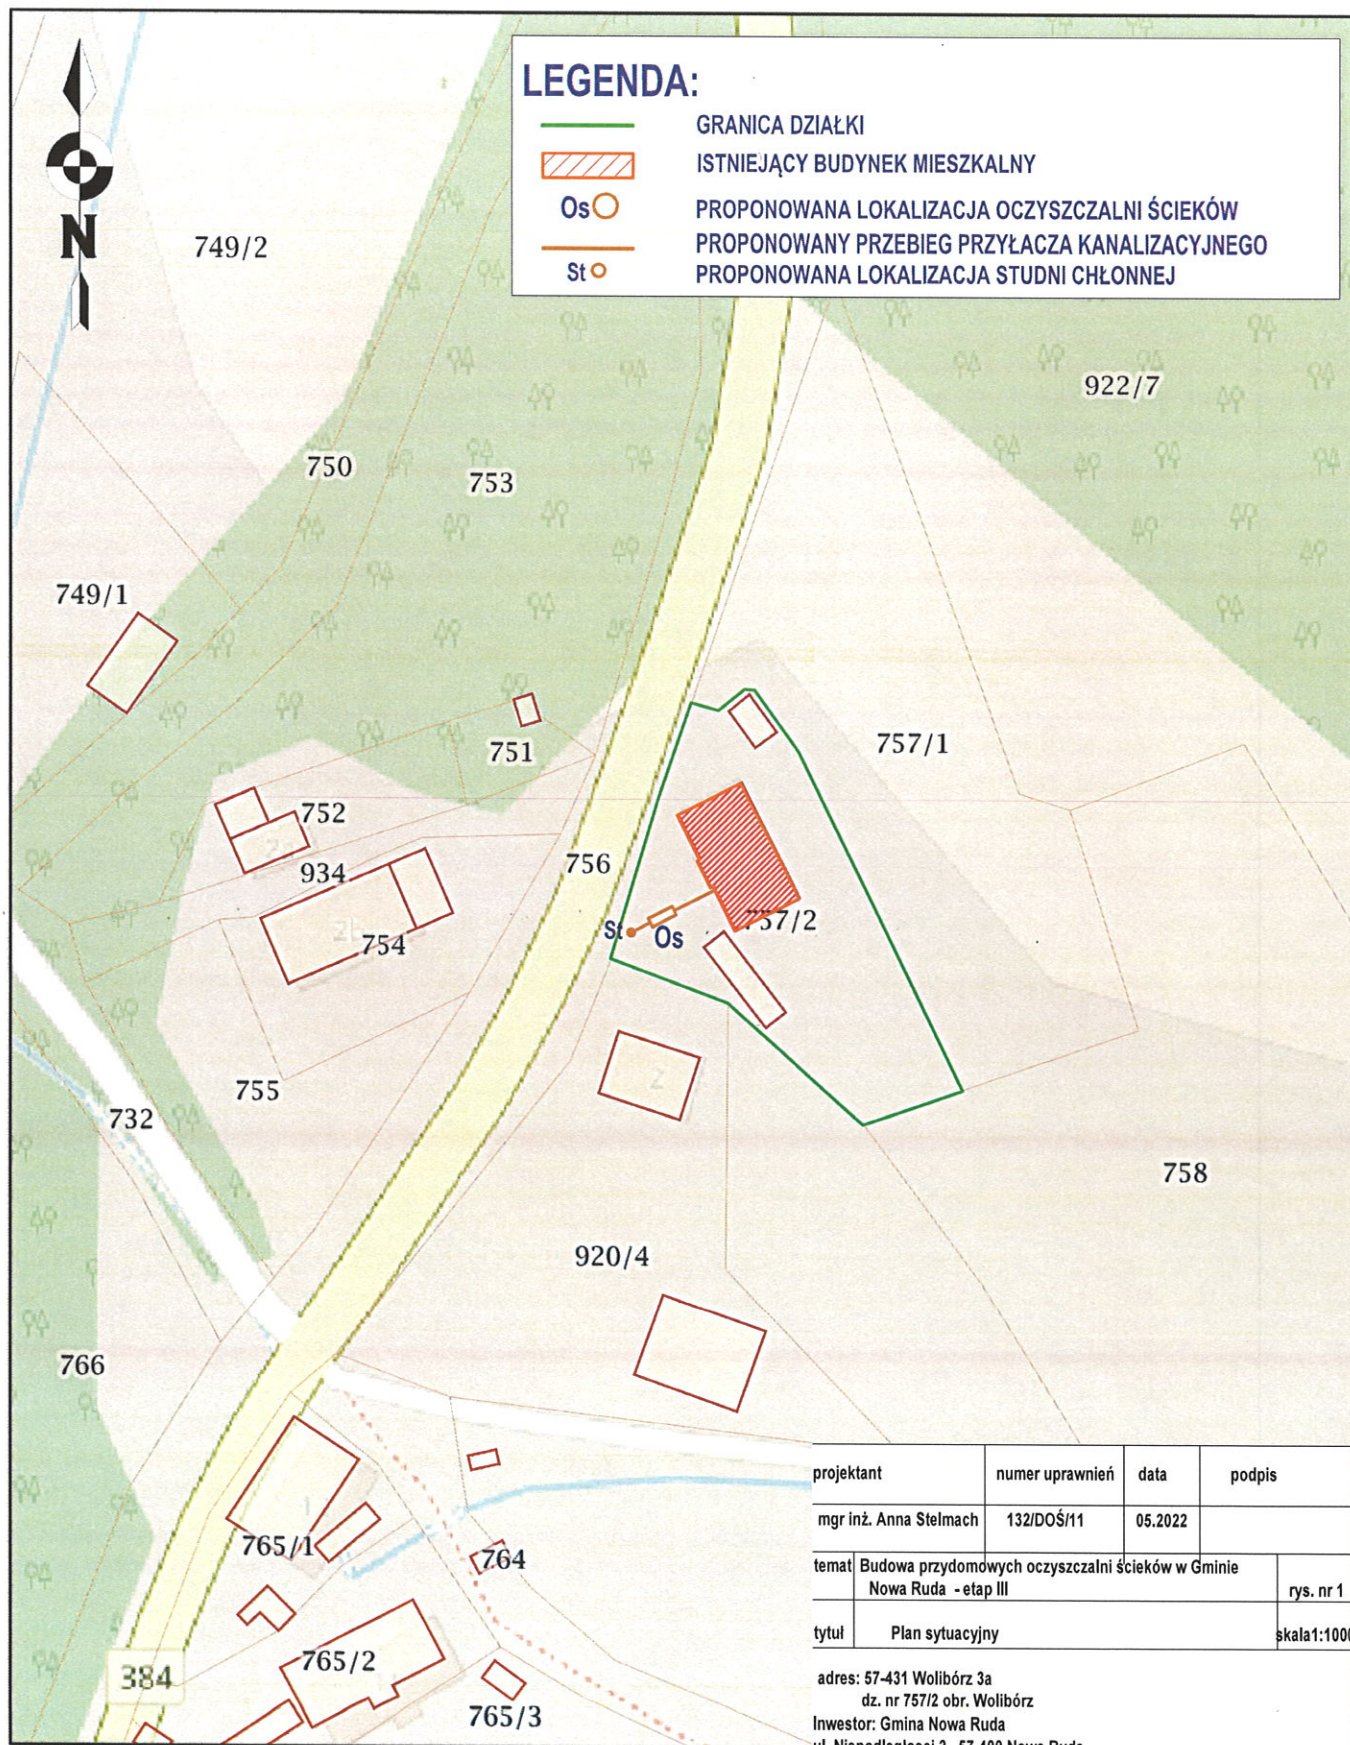 LEGENDA:
GRANICA DZIAŁKI
ISTNIEJĄCY BUDYNEK MIESZKALNY
Os PROPONOWANA LOKALIZACJA OCZYSZCZALNI ŚCIEKÓW
PROPONOWANY PRZEBIEG PRZYŁACZA KANALIZACYJNEGO
St PROPONOWANA LOKALIZACJA STUDNI CHŁONNEJ
N
749/2
922/7
750
753
749/1
751
757/1
752
756
934
757/2
St
Os
754
2
755
732
758
920/4
766
765/1
764
765/2
384
765/3
projektant numer uprawnień data podpis
mgr inż. Anna Stelmach 132/DOŚ/11 05.2022
temat Budowa przydomowych oczyszczalni ścieków w Gminie
Nowa Ruda - etap III rys. nr 1
tytuł Plan sytuacyjny skala1:1000
adres: 57-431 Wolibórz 3a
dz. nr 757/2 obr. Wolibórz
Inwestor: Gmina Nowa Ruda